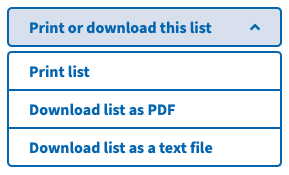 Print or download this list
Print list
Download list as PDF
Download list as a text file